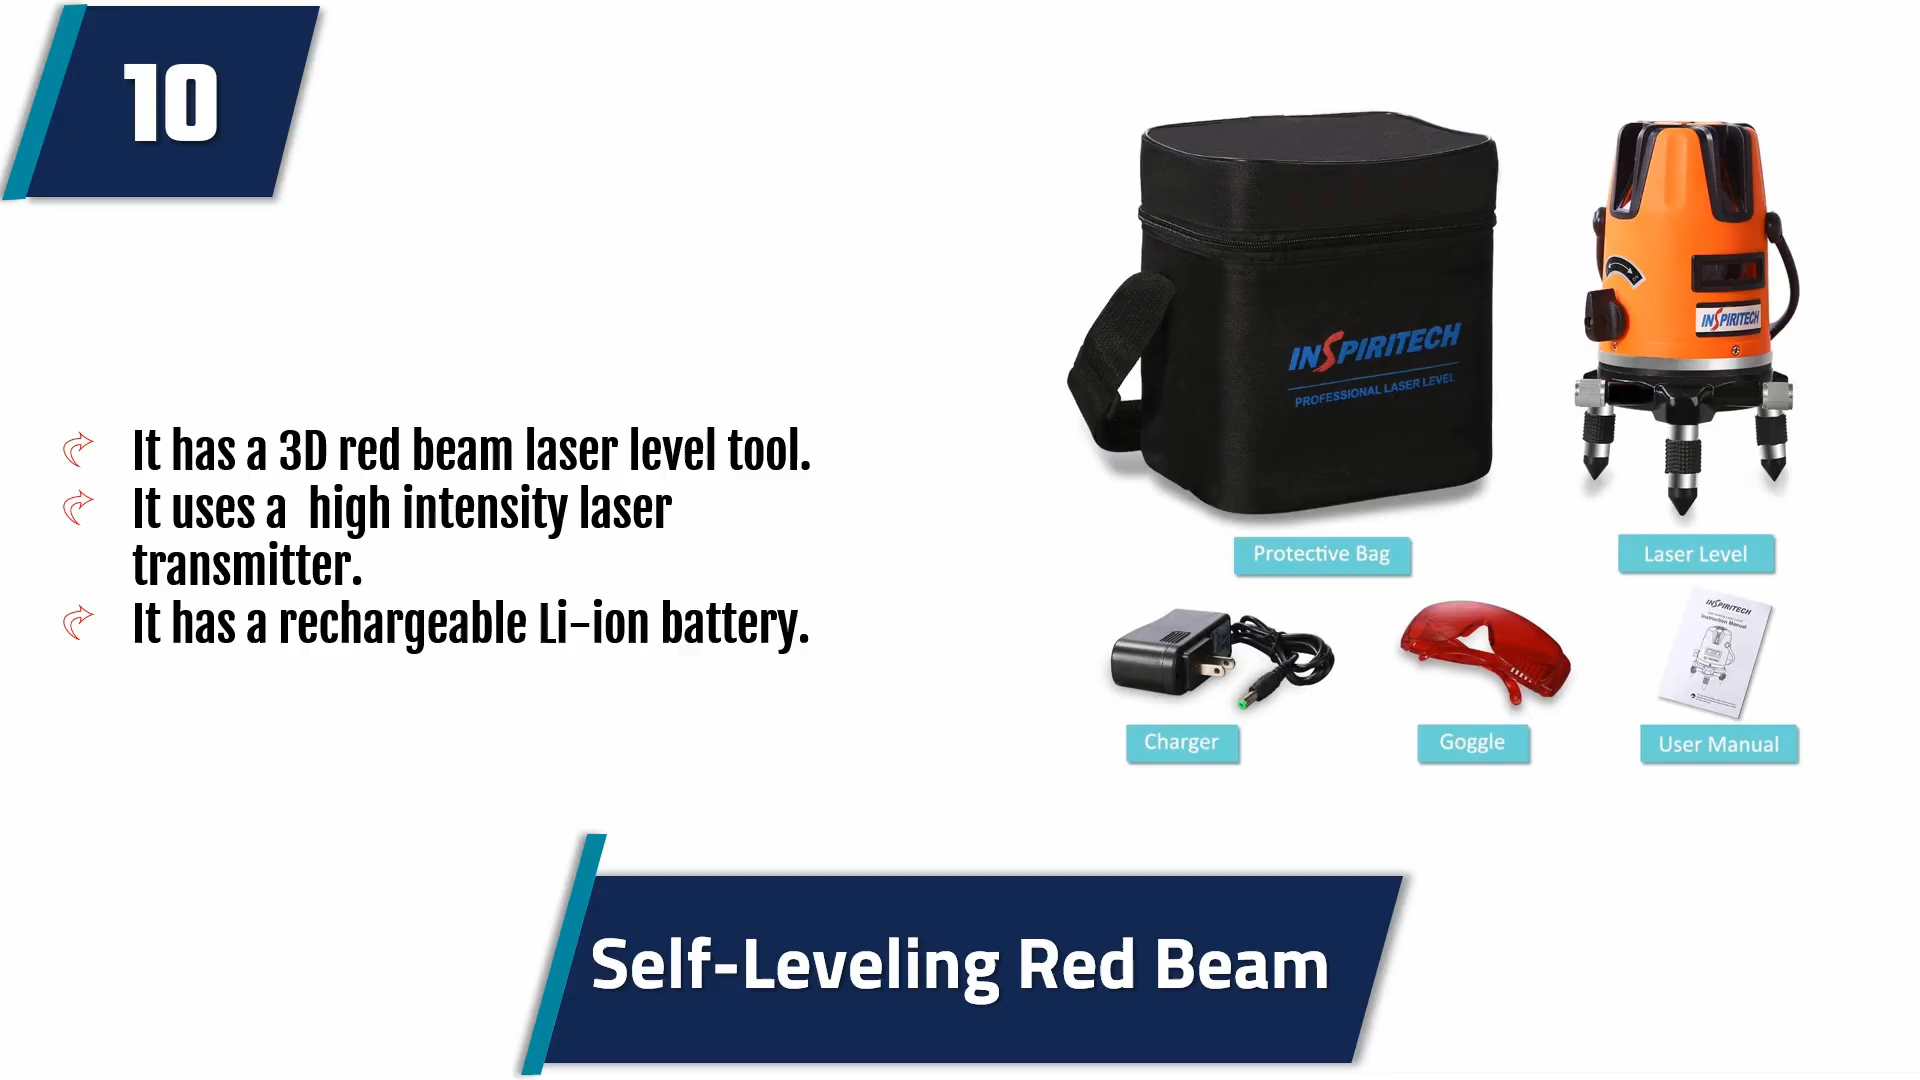 10
It has a 3D red beam laser level tool.
It uses a  high intensity laser
transmitter.
It has a rechargeable Li-ion battery.
INSPIRITECH
PROFESSIONAL LASER LEVEL
INSPIRITECH
Protective Bag
Laser Level
INSPIRITECH
Instruction Manual
Charger
Goggle
User Manual
Self-Leveling Red Beam